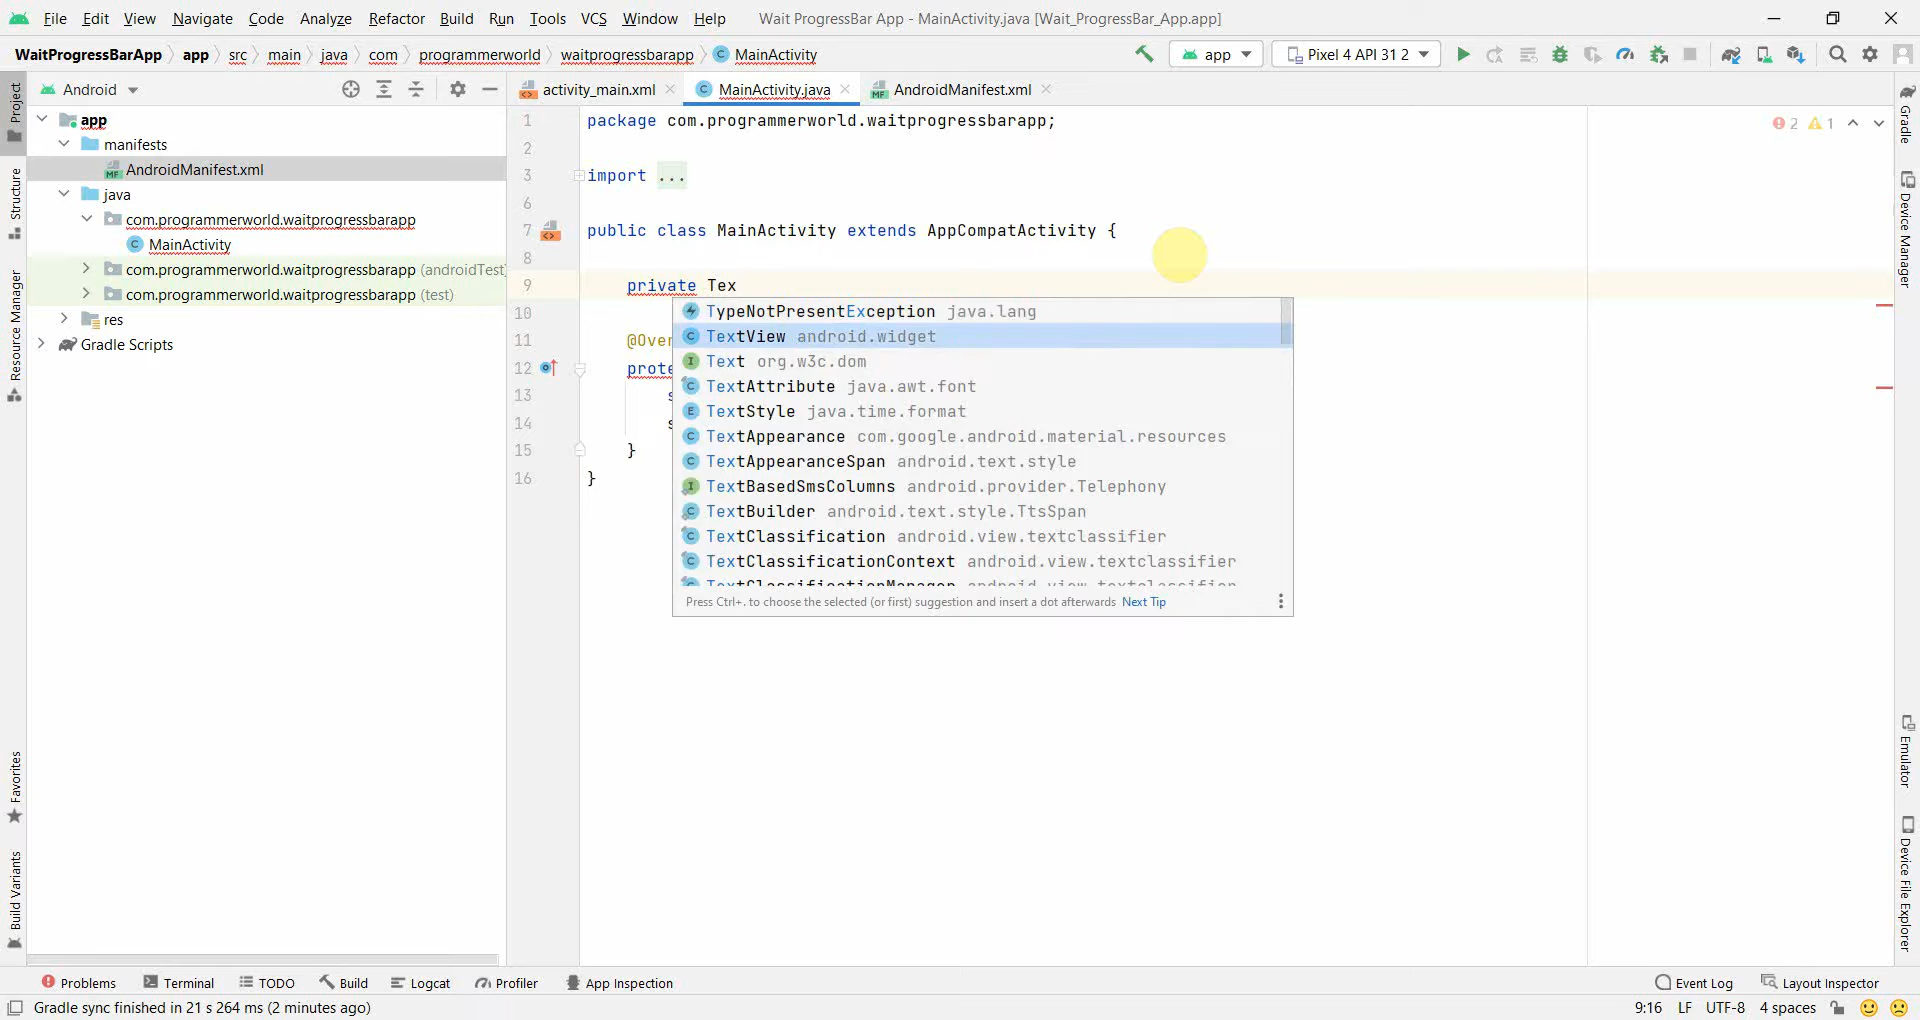 File Edit View Navigate Code Analyze Refactor Build Run Tools VCS Window Help Wait ProgressBar App - MainActivity.java [Wait_ProgressBar_App.app]
WaitProgressBarApp app src main java com programmerworld waitprogressbarapp MainActivity app Pixel 4 API 31 2
Android
activity_main.xml MainActivity.java AndroidManifest.xml
Project
Structure
Resource Manager
Favorites
Build Variants
app
manifests
AndroidManifest.xml
java
com.programmerworld.waitprogressbarapp
MainActivity
com.programmerworld.waitprogressbarapp (androidTest)
com.programmerworld.waitprogressbarapp (test)
res
Gradle Scripts
1 package com.programmerworld.waitprogressbarapp;
2
3 import ...
6
7 public class MainActivity extends AppCompatActivity {
8
9 private Tex
10
11 @Over
12 prote
13 s
14 s
15 }
16 }
TypeNotPresentException java.lang
TextView android.widget
Text org.w3c.dom
TextAttribute java.awt.font
TextStyle java.time.format
TextAppearance com.google.android.material.resources
TextAppearanceSpan android.text.style
TextBasedSmsColumns android.provider.Telephony
TextBuilder android.text.style.TtsSpan
TextClassification android.view.textclassifier
TextClassificationContext android.view.textclassifier
TextClassificationManager android.view.textclassifier
Press Ctrl+. to choose the selected (or first) suggestion and insert a dot afterwards Next Tip
2 1
Gradle
Device Manager
Emulator
Device File Explorer
Problems Terminal TODO Build Logcat Profiler App Inspection Event Log Layout Inspector
Gradle sync finished in 21 s 264 ms (2 minutes ago) 9:16 LF UTF-8 4 spaces